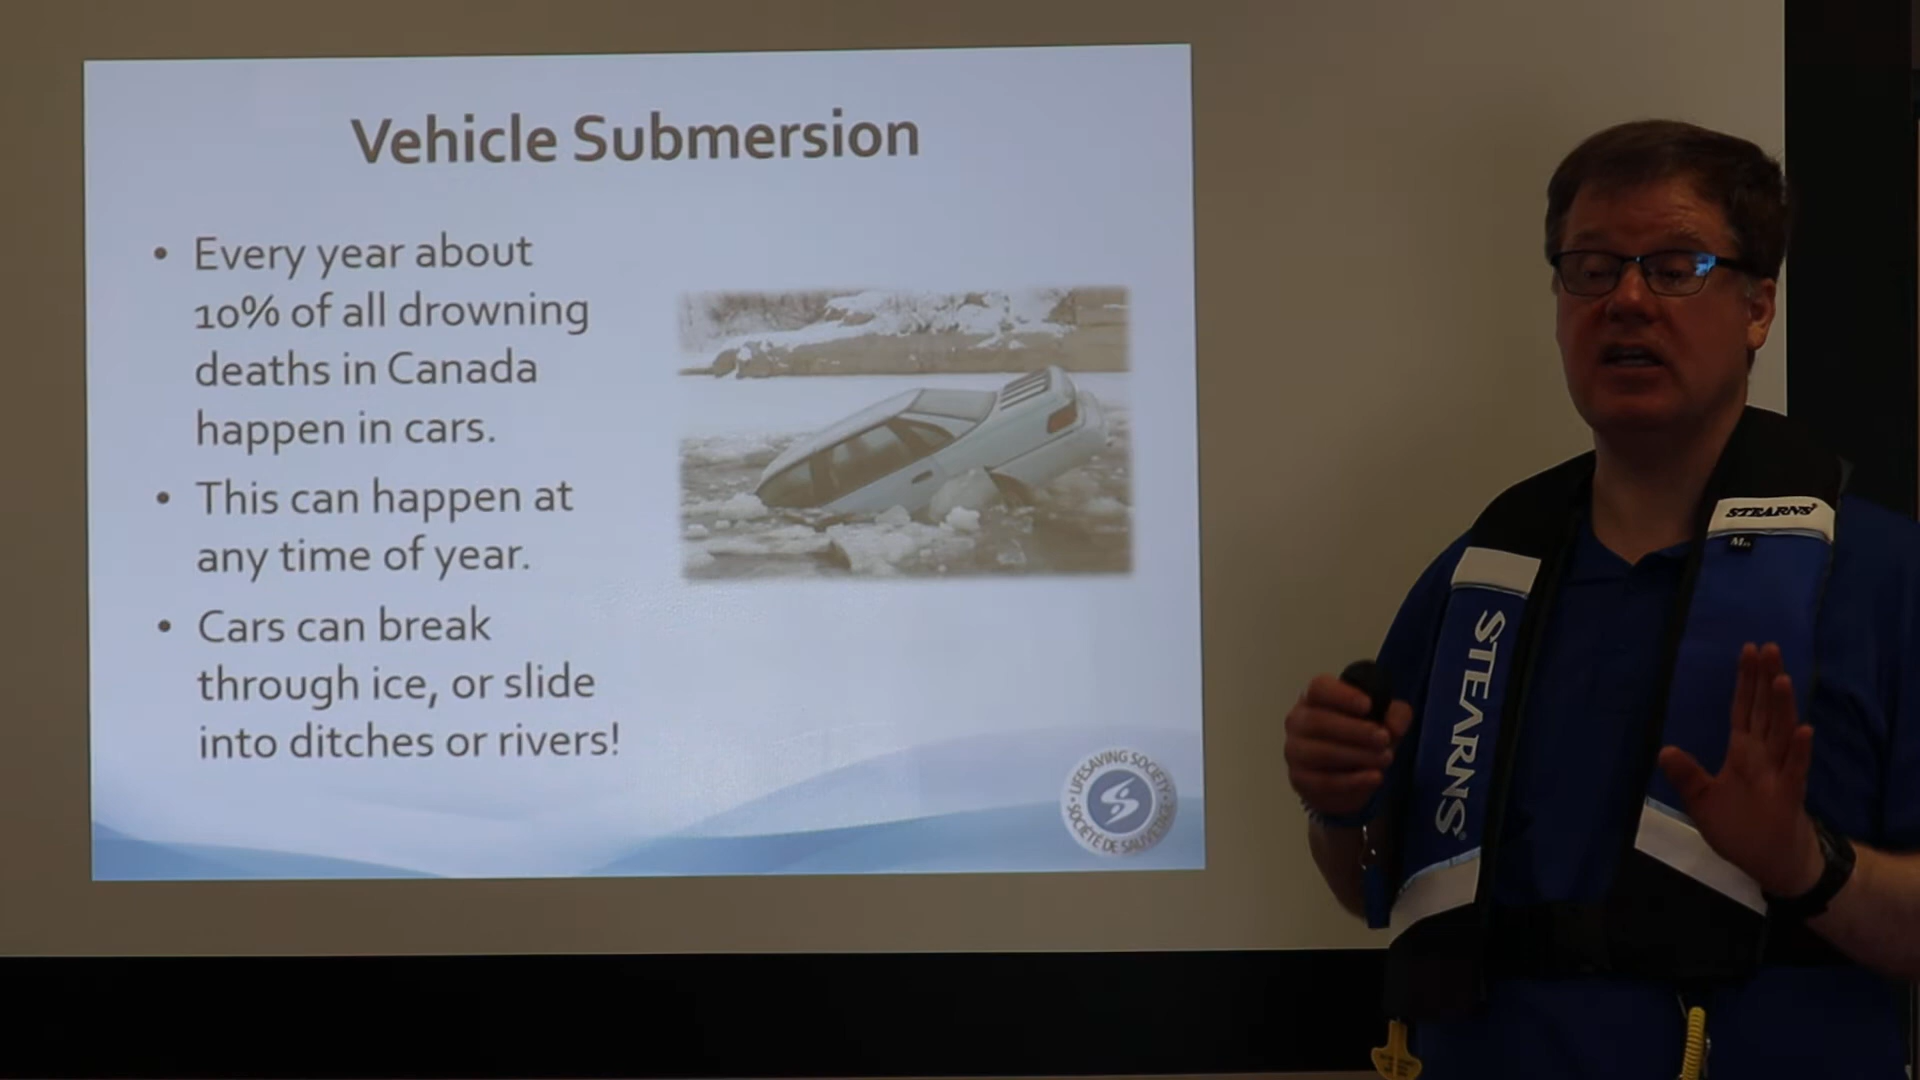 Vehicle Submersion
• Every year about
10% of all drowning
deaths in Canada
happen in cars.
• This can happen at
any time of year.
• Cars can break
through ice, or slide
into ditches or rivers!
• LIFESAVING SOCIETY •
SOCIÉTÉ DE SAUVETAGE
STEARNS®
STEARNS®